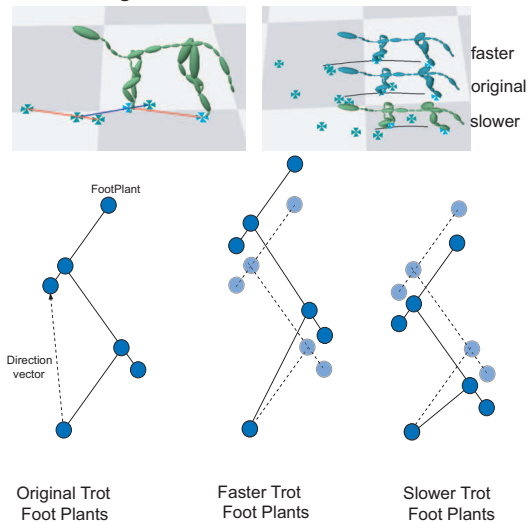 faster
original
slower
FootPlant
Direction
vector
Original Trot
Foot Plants
Faster Trot
Foot Plants
Slower Trot
Foot Plants